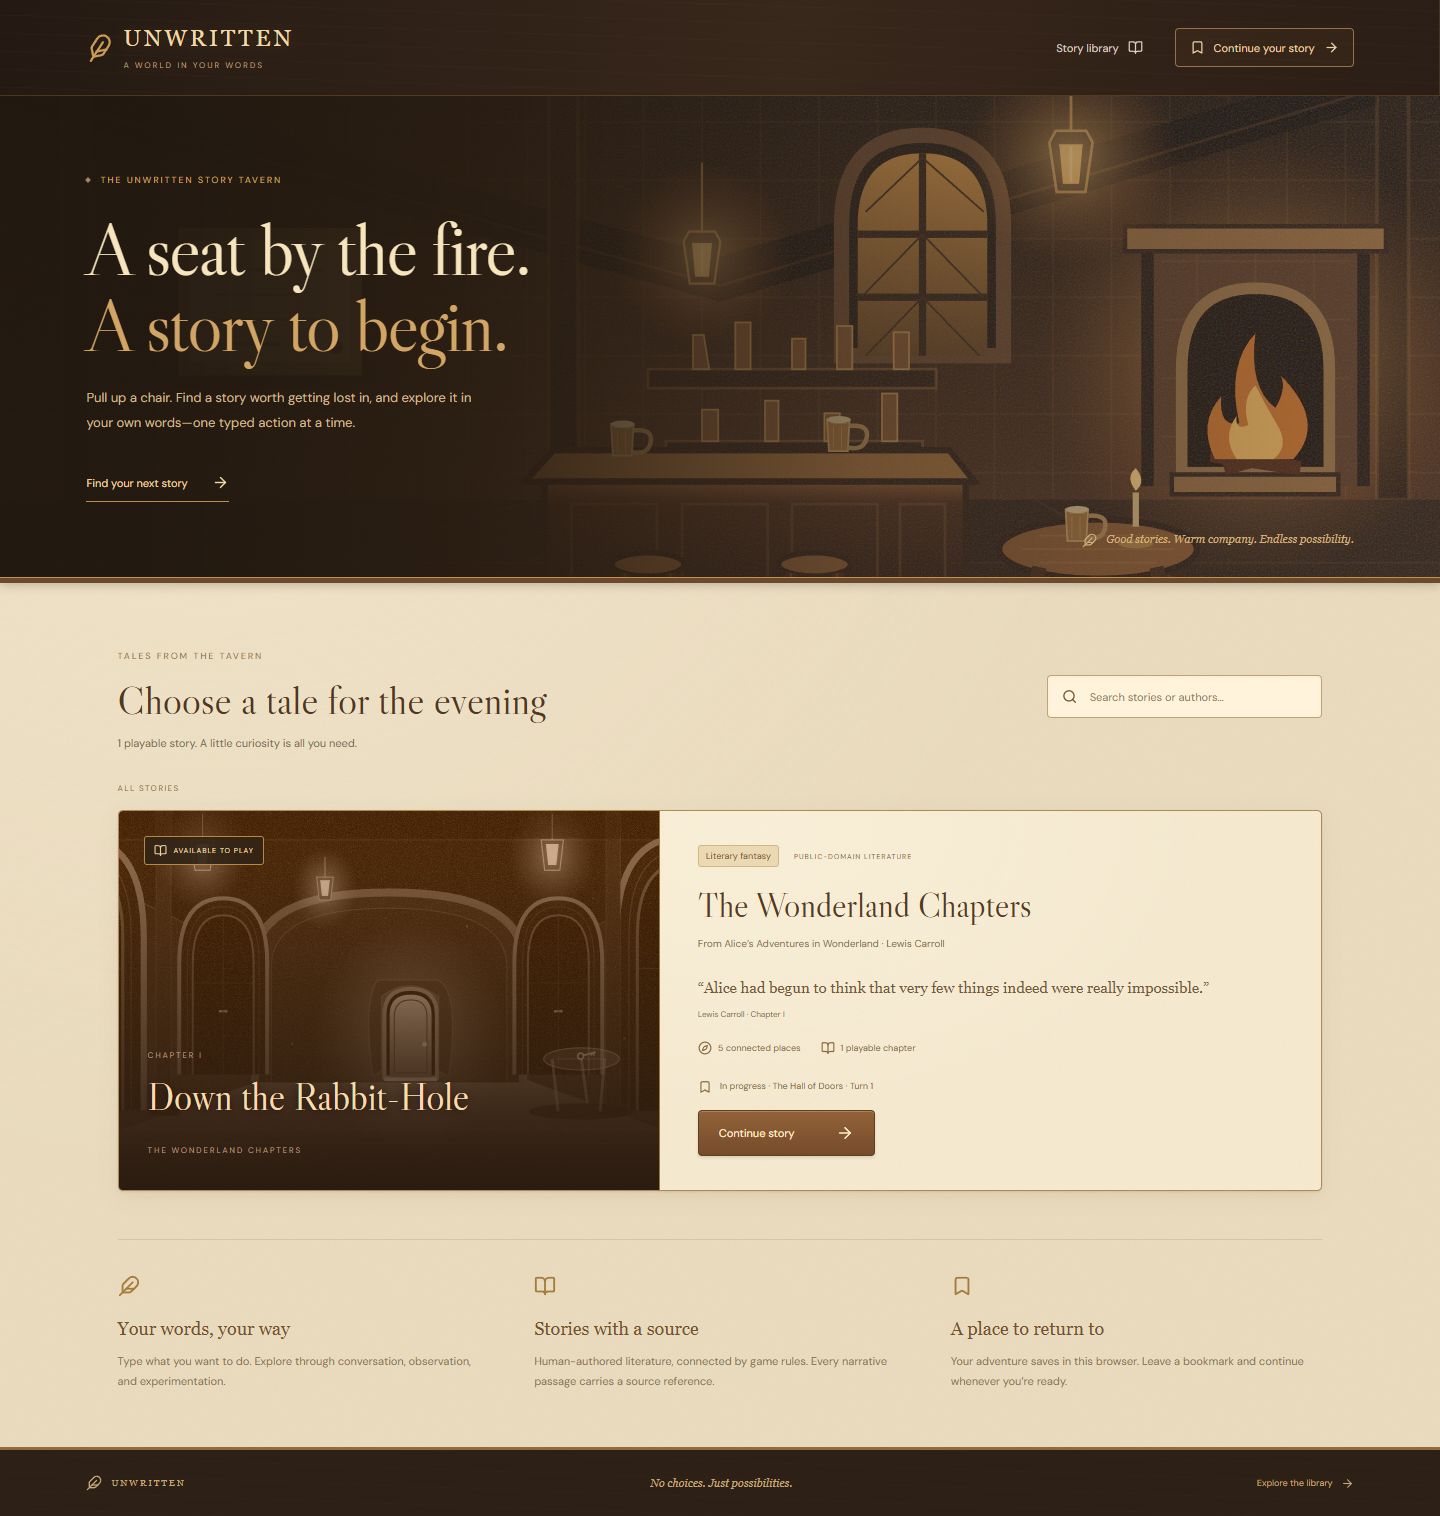 UNWRITTEN
A WORLD IN YOUR WORDS
Story library
Continue your story
THE UNWRITTEN STORY TAVERN
A seat by the fire.
A story to begin.
Pull up a chair. Find a story worth getting lost in, and explore it in
your own words—one typed action at a time.
Find your next story
Good stories. Warm company. Endless possibility.
TALES FROM THE TAVERN
Choose a tale for the evening
1 playable story. A little curiosity is all you need.
Search stories or authors…
ALL STORIES
AVAILABLE TO PLAY
CHAPTER I
Down the Rabbit-Hole
THE WONDERLAND CHAPTERS
Literary fantasy
PUBLIC-DOMAIN LITERATURE
The Wonderland Chapters
From Alice’s Adventures in Wonderland · Lewis Carroll
“Alice had begun to think that very few things indeed were really impossible.”
Lewis Carroll · Chapter I
5 connected places
1 playable chapter
In progress · The Hall of Doors · Turn 1
Continue story
Your words, your way
Type what you want to do. Explore through conversation, observation,
and experimentation.
Stories with a source
Human-authored literature, connected by game rules. Every narrative
passage carries a source reference.
A place to return to
Your adventure saves in this browser. Leave a bookmark and continue
whenever you’re ready.
UNWRITTEN
No choices. Just possibilities.
Explore the library